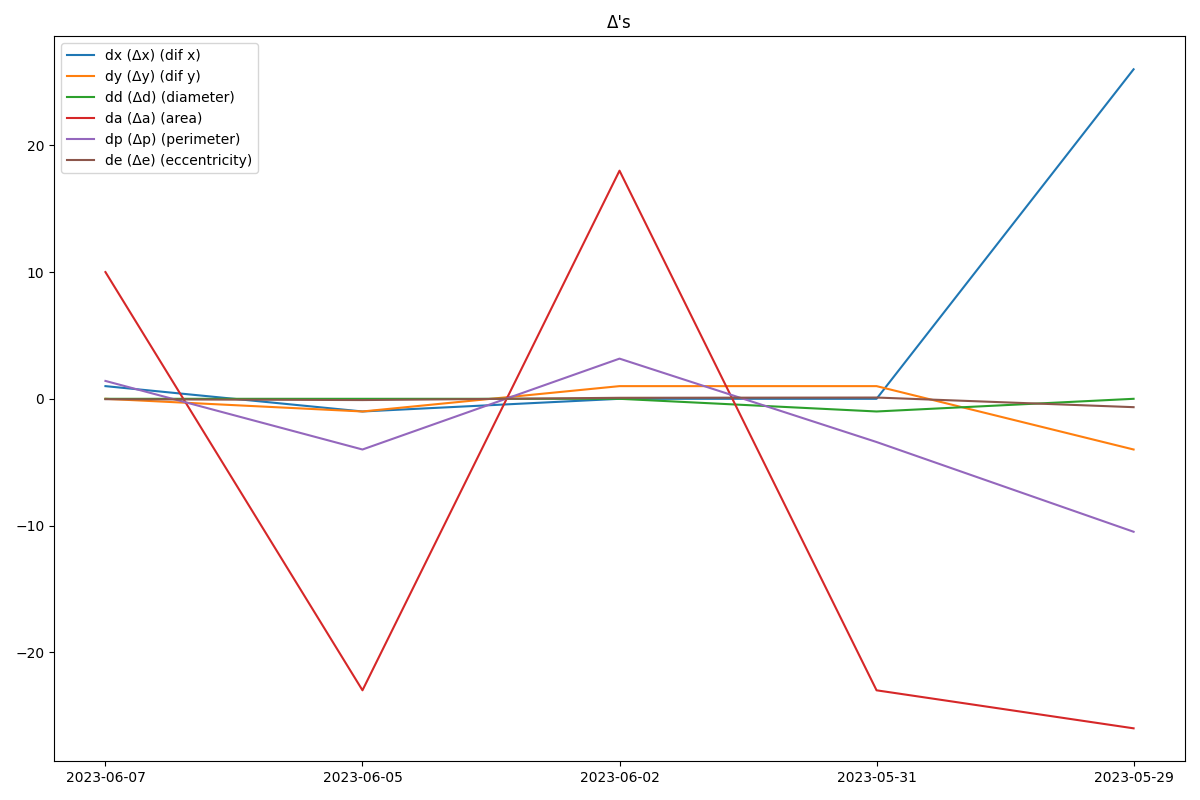 Δ's
dx (Δx) (dif x)
dy (Δy) (dif y)
dd (Δd) (diameter)
da (Δa) (area)
dp (Δp) (perimeter)
de (Δe) (eccentricity)
20
10
0
−10
−20
2023-06-07 2023-06-05 2023-06-02 2023-05-31 2023-05-29